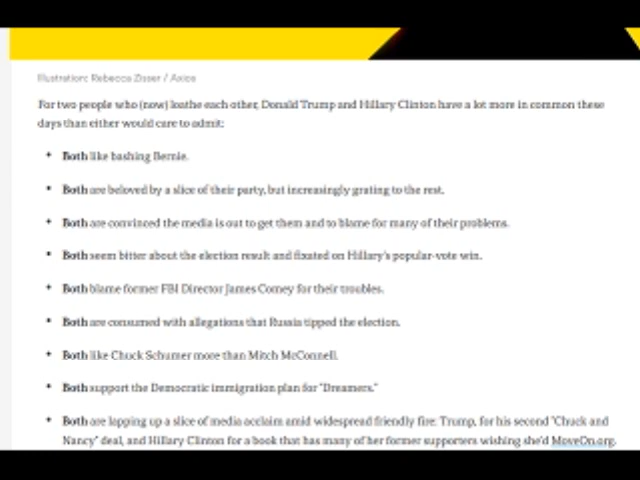 Illustration: Rebecca Zisser / Axios
For two people who (now) loathe each other, Donald Trump and Hillary Clinton have a lot more in common these
days than either would care to admit:
• Both like bashing Bernie.
• Both are beloved by a slice of their party, but increasingly grating to the rest.
• Both are convinced the media is out to get them and to blame for many of their problems.
• Both seem bitter about the election result and fixated on Hillary's popular-vote win.
• Both blame former FBI Director James Comey for their troubles.
• Both are consumed with allegations that Russia tipped the election.
• Both like Chuck Schumer more than Mitch McConnell.
• Both support the Democratic immigration plan for "Dreamers."
• Both are lapping up a slice of media acclaim amid widespread friendly fire: Trump, for his second "Chuck and
Nancy" deal, and Hillary Clinton for a book that has many of her former supporters wishing she'd MoveOn.org.